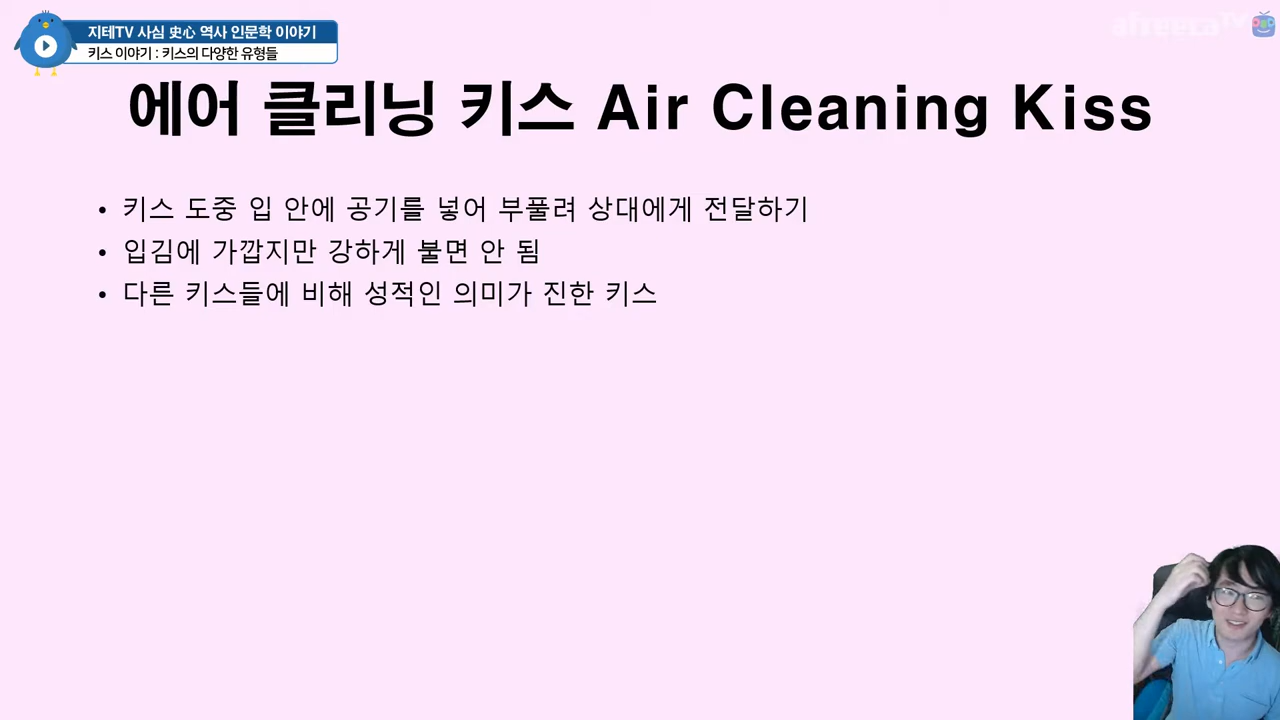 지테TV 사심 史心 역사 인문학 이야기
키스 이야기 : 키스의 다양한 유형들
afreecaTV
에어 클리닝 키스 Air Cleaning Kiss
• 키스 도중 입 안에 공기를 넣어 부풀려 상대에게 전달하기
• 입김에 가깝지만 강하게 불면 안 됨
• 다른 키스들에 비해 성적인 의미가 진한 키스